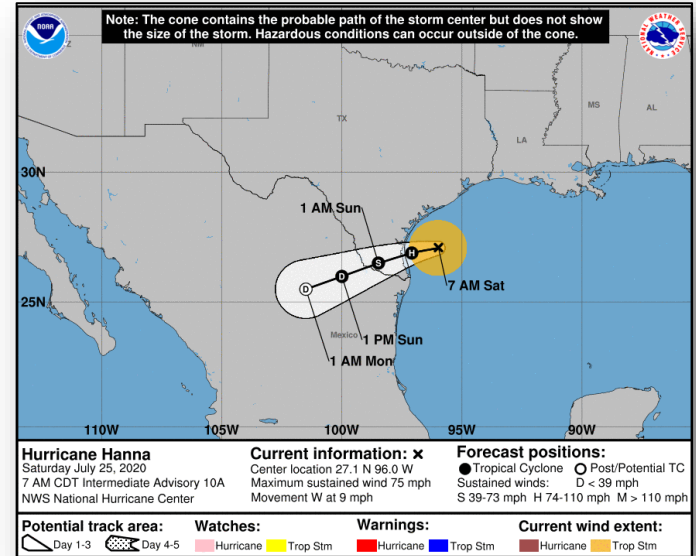 Note: The cone contains the probable path of the storm center but does not show
the size of the storm. Hazardous conditions can occur outside of the cone.
NOAA
NATIONAL WEATHER SERVICE
NM
TX
MS
AL
LA
30N
1 AM Sun
H
S
D
D
7 AM Sat
25N
Mexico
1 PM Sun
1 AM Mon
110W 105W 100W 95W 90W
Hurricane Hanna
Saturday July 25, 2020
7 AM CDT Intermediate Advisory 10A
NWS National Hurricane Center
Current information: ×
Center location 27.1 N 96.0 W
Maximum sustained wind 75 mph
Movement W at 9 mph
Forecast positions:
Tropical Cyclone Post/Potential TC
Sustained winds: D < 39 mph
S 39-73 mph H 74-110 mph M > 110 mph
Potential track area:
Day 1-3 Day 4-5
Watches:
Hurricane Trop Stm
Warnings:
Hurricane Trop Stm
Current wind extent:
Hurricane Trop Stm